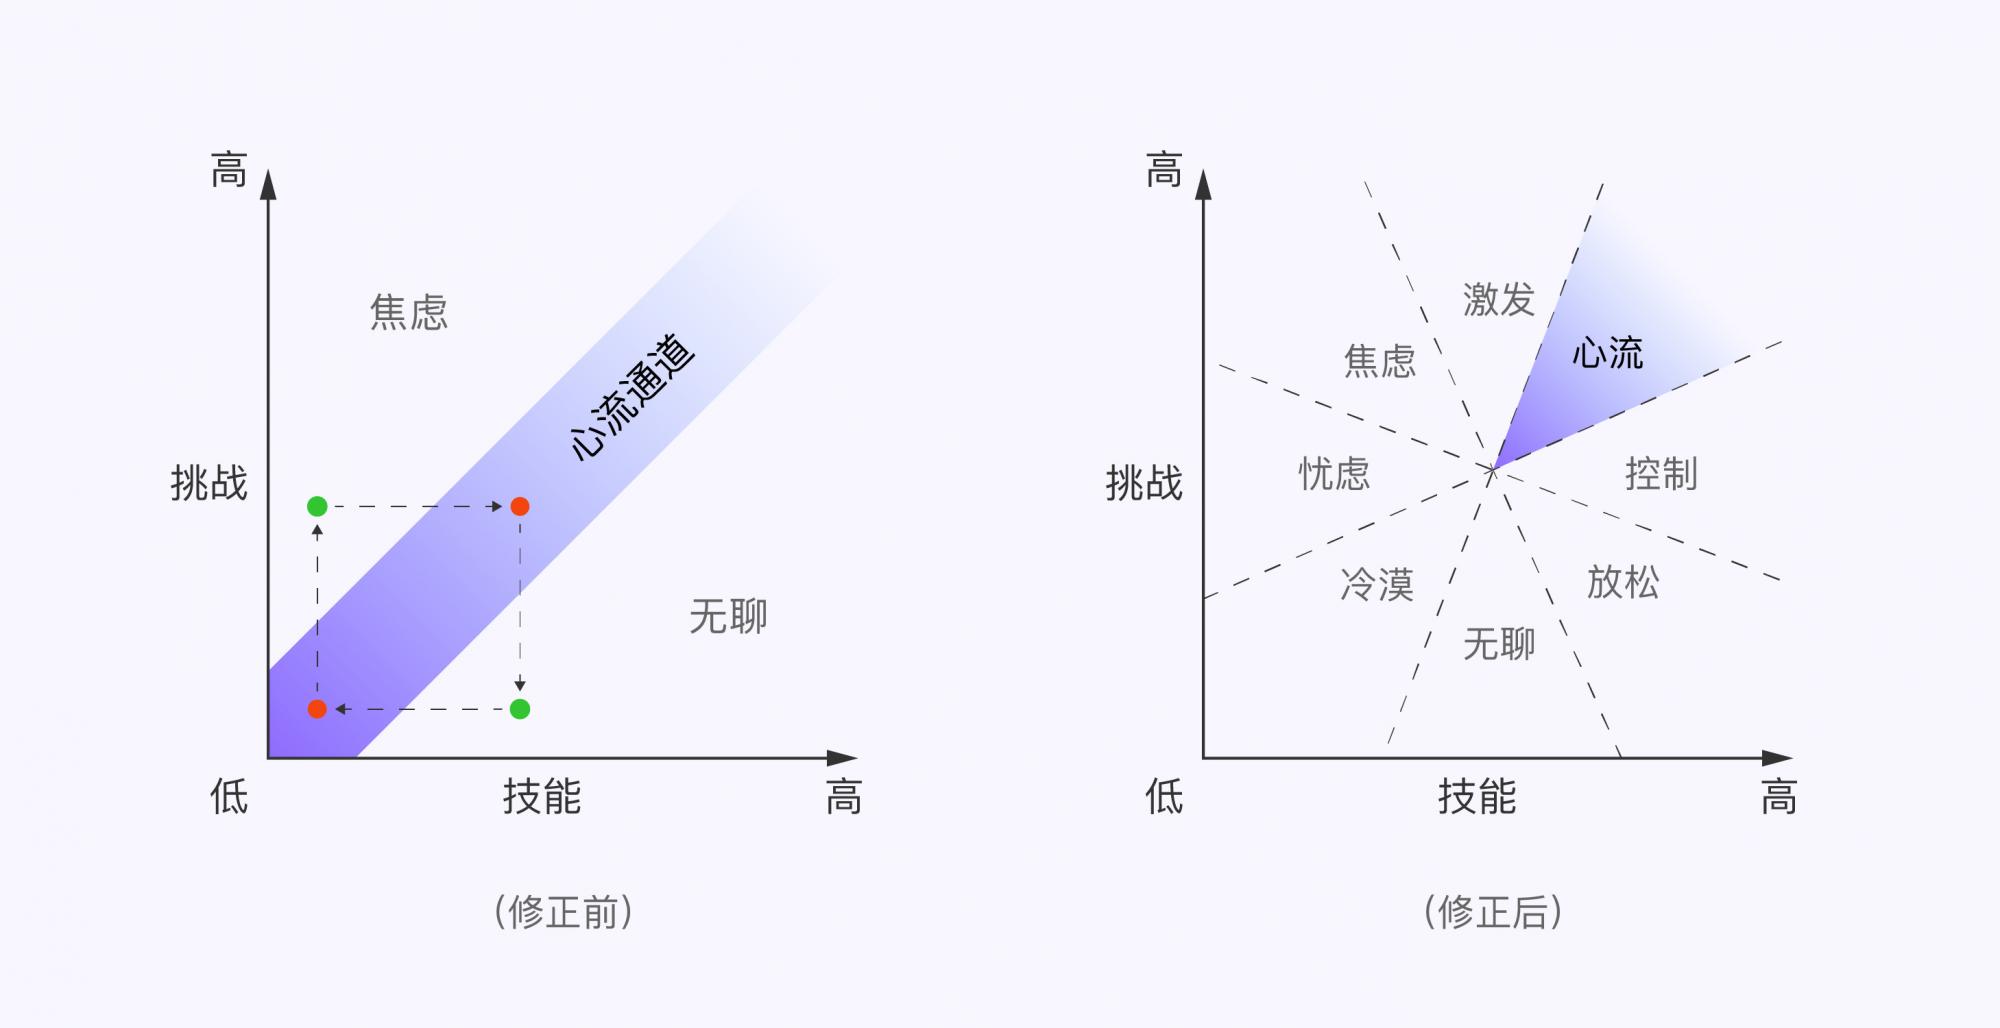 高
焦虑
心流通道
挑战
无聊
低
技能
高
(修正前)
高
激发
心流
焦虑
挑战
忧虑
控制
冷漠
放松
无聊
低
技能
高
(修正后)